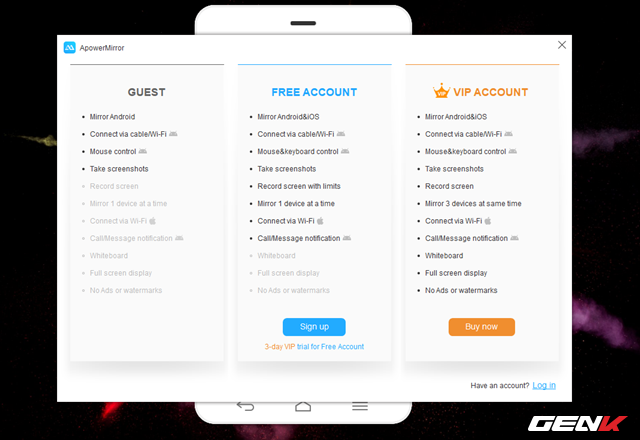 ApowerMirror
GUEST
Mirror Android
Connect via cable/Wi-Fi
Mouse control
Take screenshots
Record screen
Mirror 1 device at a time
Connect via Wi-Fi
Call/Message notification
Whiteboard
Full screen display
No Ads or watermarks
FREE ACCOUNT
Mirror Android&iOS
Connect via cable/Wi-Fi
Mouse&keyboard control
Take screenshots
Record screen with limits
Mirror 1 device at a time
Connect via Wi-Fi
Call/Message notification
Whiteboard
Full screen display
No Ads or watermarks
Sign up
3-day VIP trial for Free Account
VIP
VIP ACCOUNT
Mirror Android&iOS
Connect via cable/Wi-Fi
Mouse&keyboard control
Take screenshots
Record screen
Mirror 3 devices at same time
Connect via Wi-Fi
Call/Message notification
Whiteboard
Full screen display
No Ads or watermarks
Buy now
Have an account? Log in
GENK